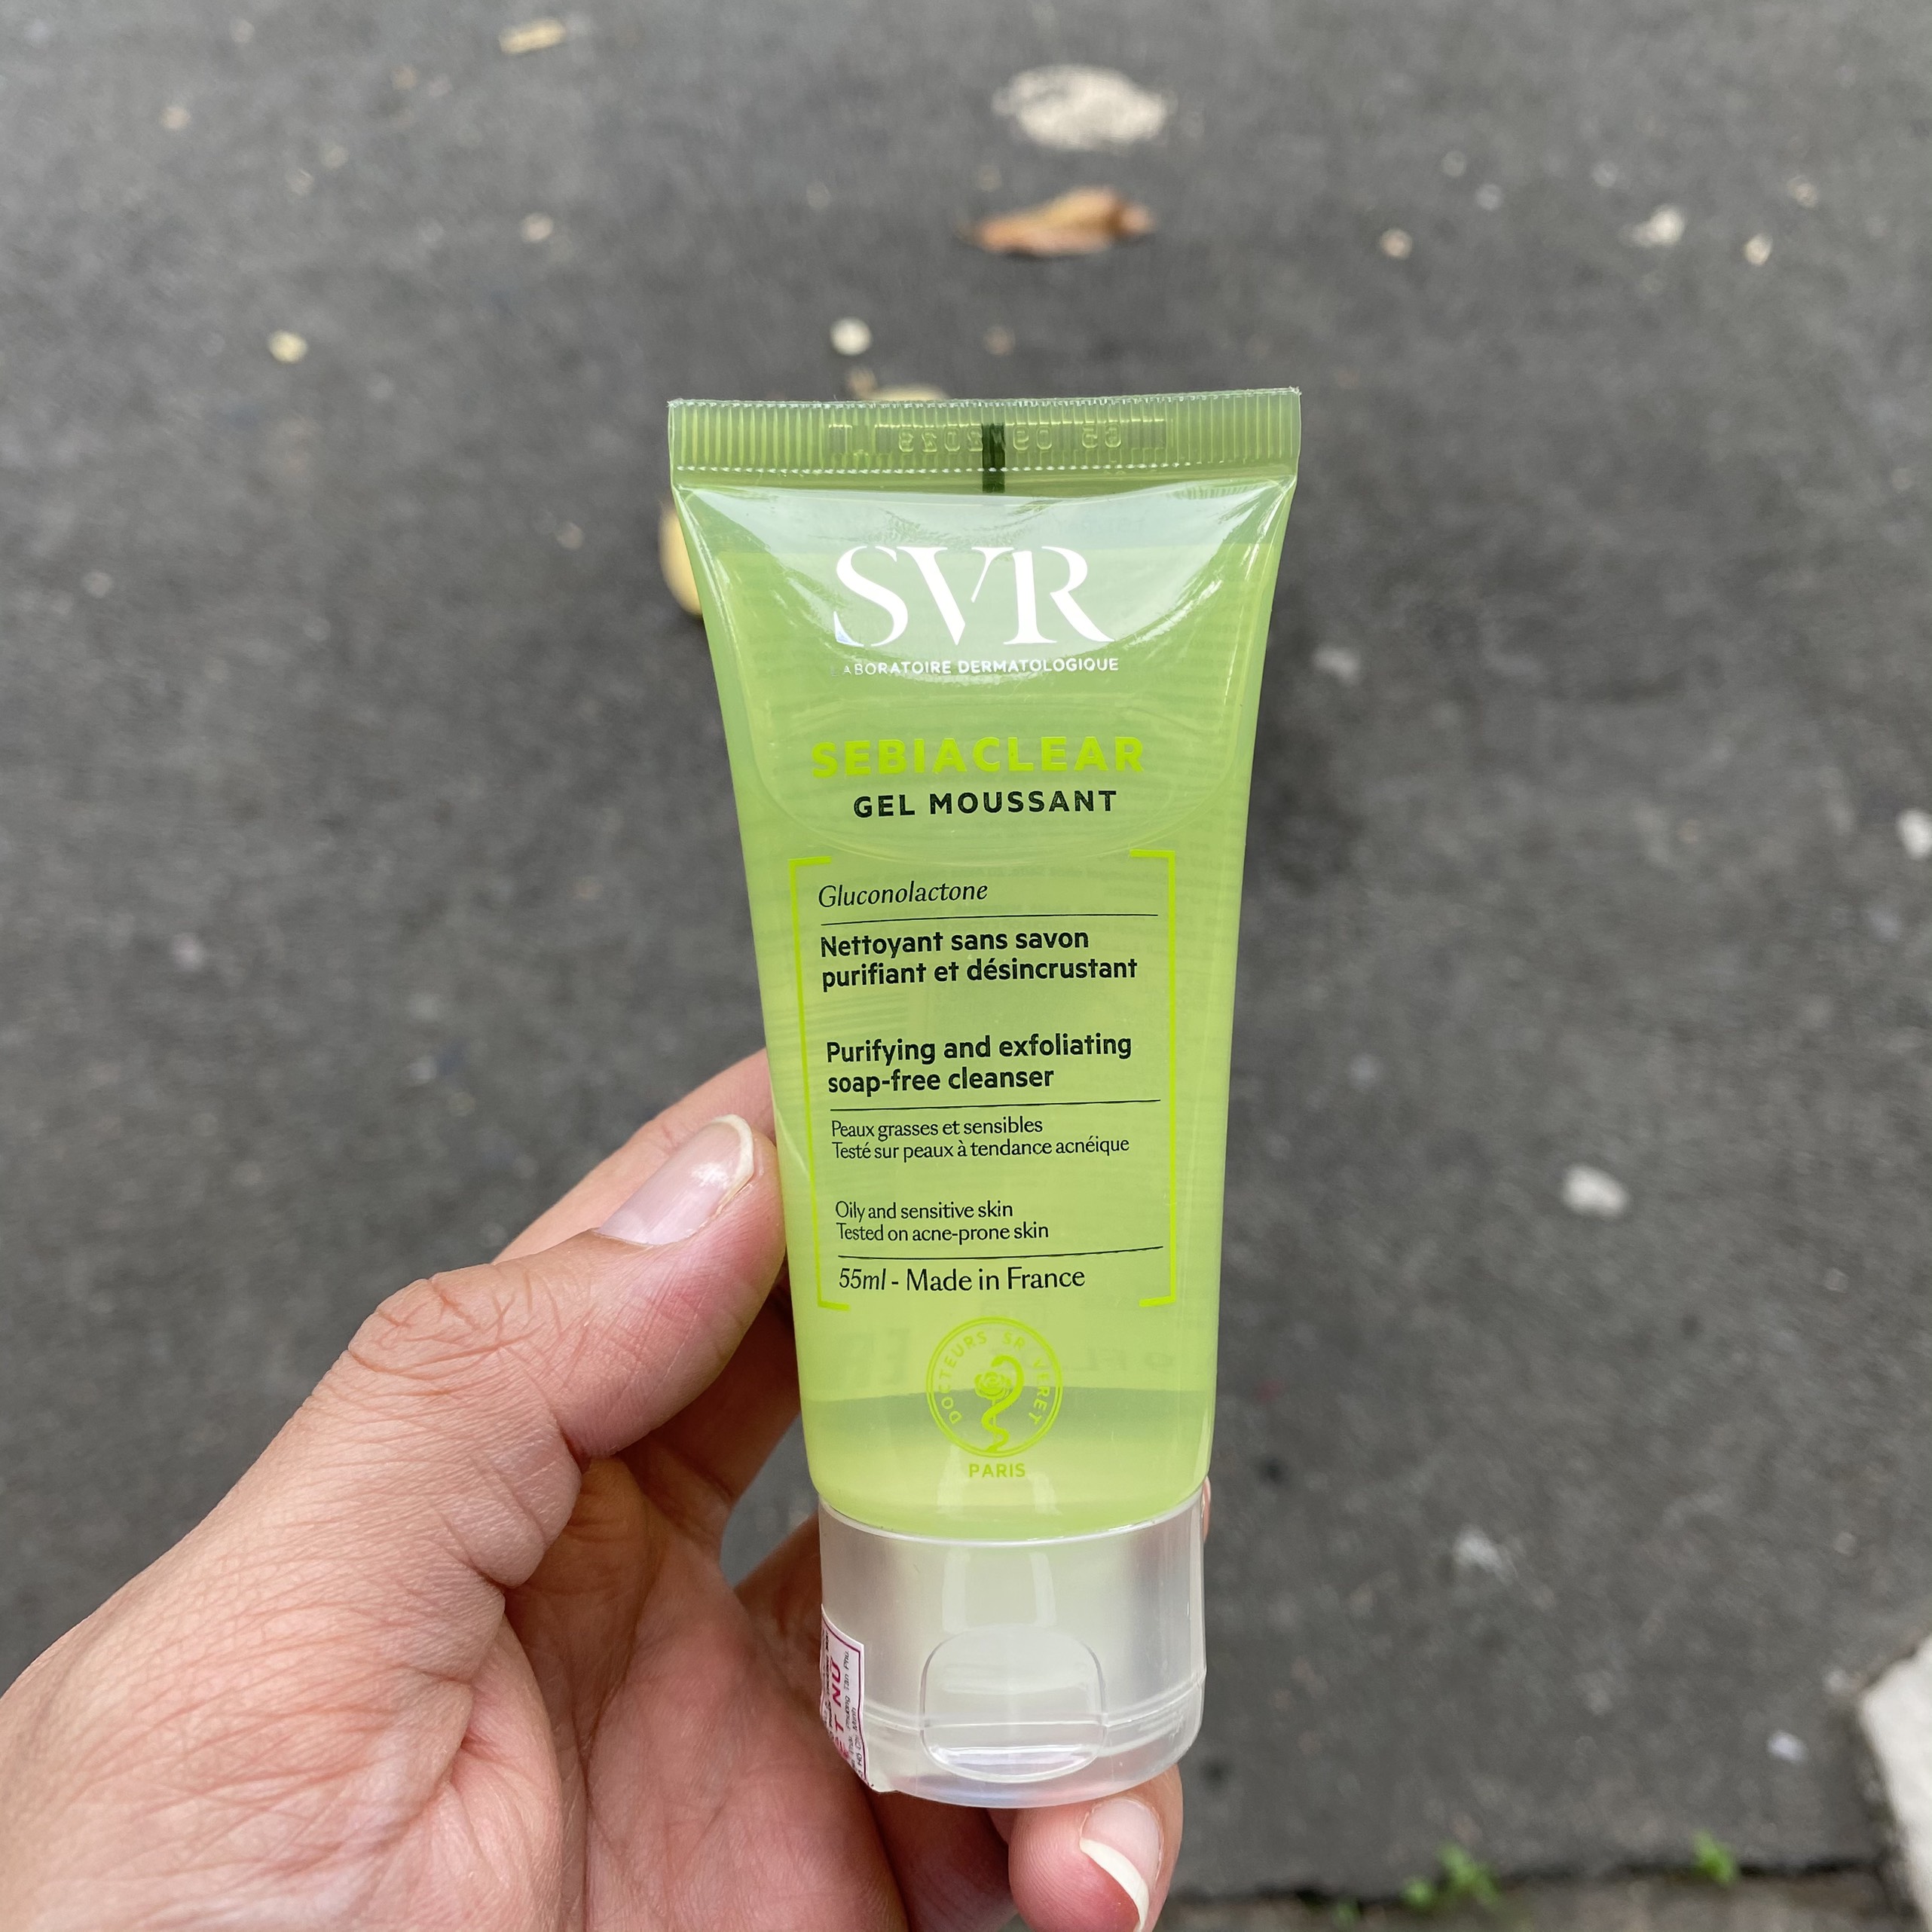 SVR
LABORATOIRE DERMATOLOGIQUE
SEBIACLEAR
GEL MOUSSANT
Gluconolactone
Nettoyant sans savon
purifiant et désincrustant
Purifying and exfoliating
soap-free cleanser
Peaux grasses et sensibles
Testé sur peaux à tendance acnéique
Oily and sensitive skin
Tested on acne-prone skin
55ml - Made in France
DOCTEURS SR VERET
PARIS